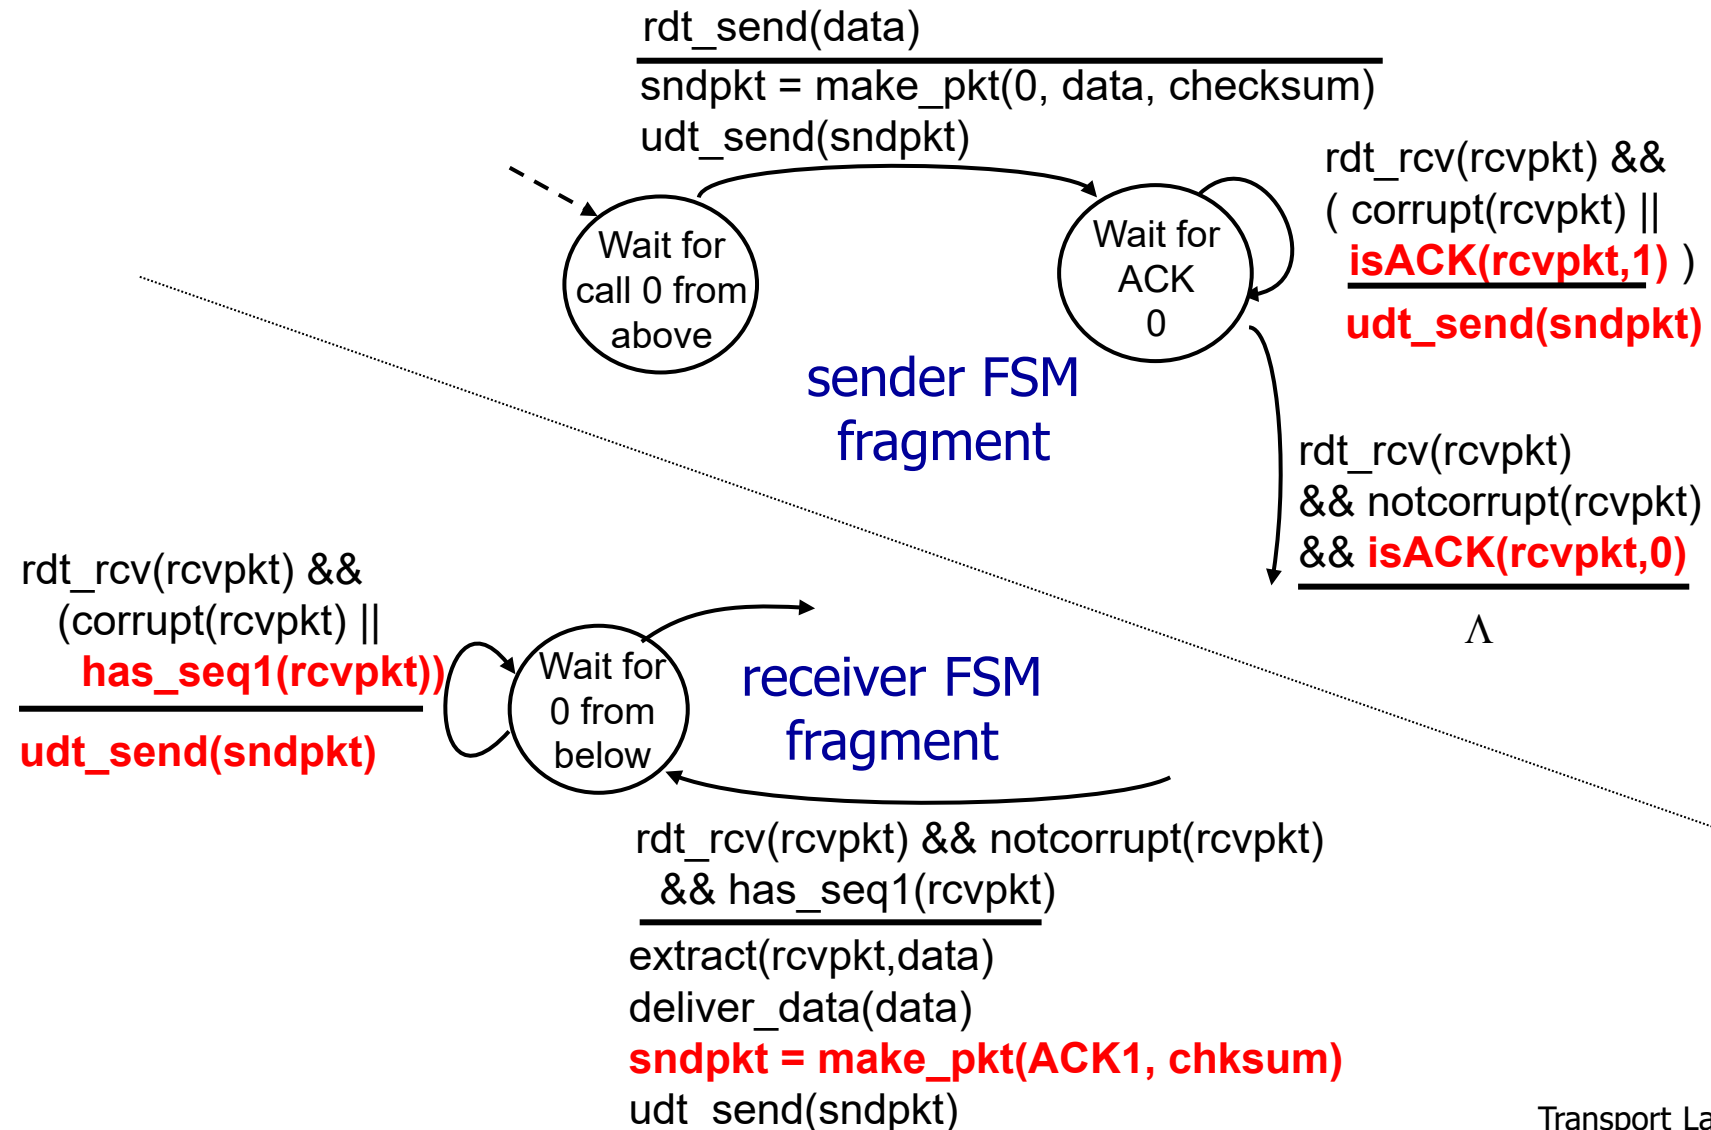 rdt_send(data)
sndpkt = make_pkt(0, data, checksum)
udt_send(sndpkt)
Wait for
call 0 from
above
Wait for
ACK
0
rdt_rcv(rcvpkt) &&
( corrupt(rcvpkt) ||
isACK(rcvpkt,1) )
udt_send(sndpkt)
sender FSM
fragment
rdt_rcv(rcvpkt)
&& notcorrupt(rcvpkt)
&& isACK(rcvpkt,0)
Λ
rdt_rcv(rcvpkt) &&
(corrupt(rcvpkt) ||
has_seq1(rcvpkt))
udt_send(sndpkt)
Wait for
0 from
below
receiver FSM
fragment
rdt_rcv(rcvpkt) && notcorrupt(rcvpkt)
&& has_seq1(rcvpkt)
extract(rcvpkt,data)
deliver_data(data)
sndpkt = make_pkt(ACK1, chksum)
udt_send(sndpkt)
Transport La